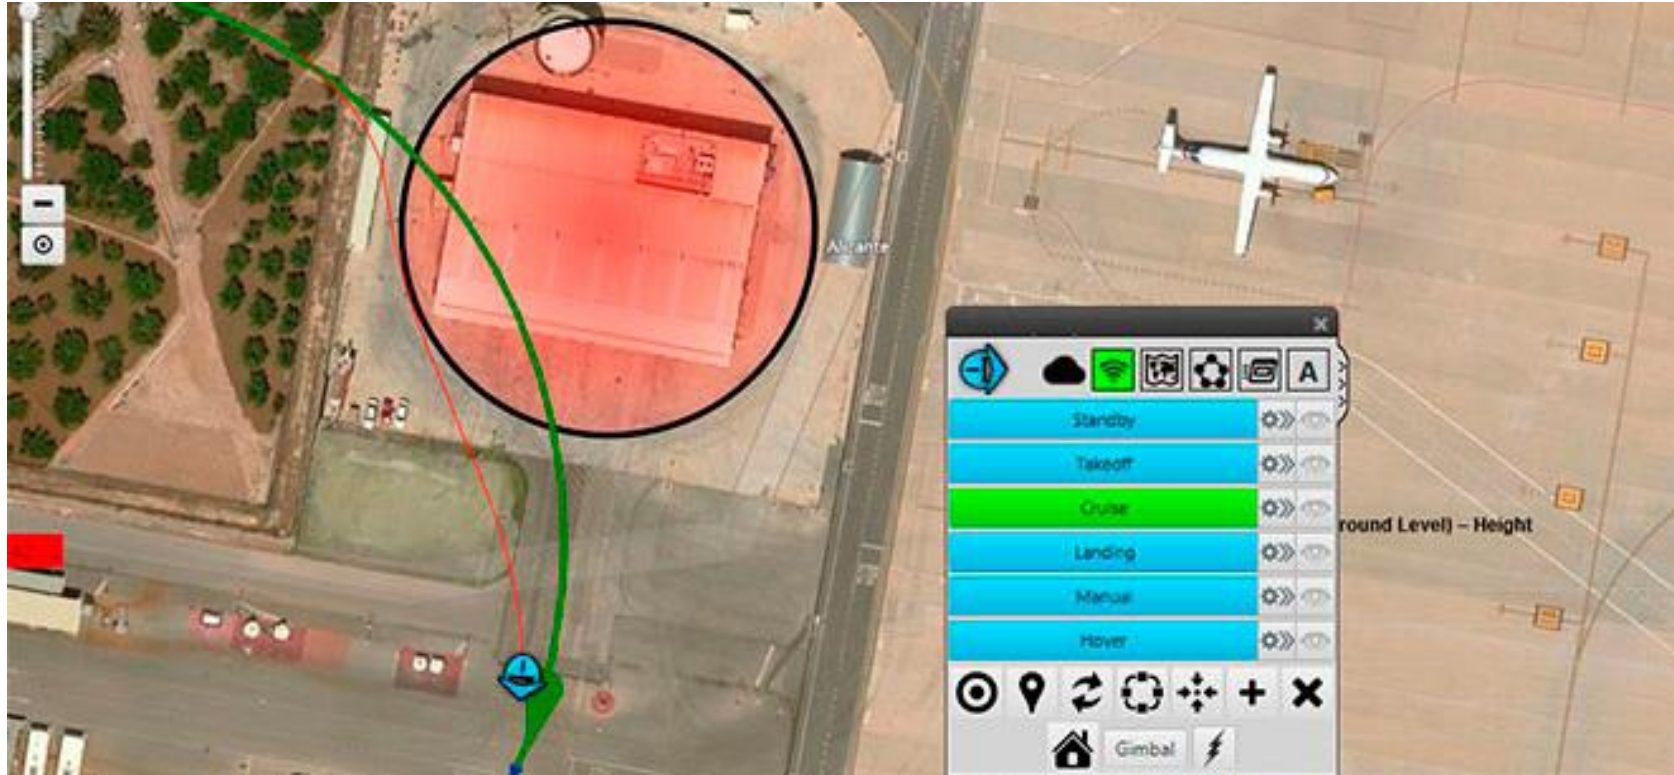 Alicante
A
Standby
Takeoff
Cruise
round Level) – Height
Landing
Manual
Hover
Gimbal